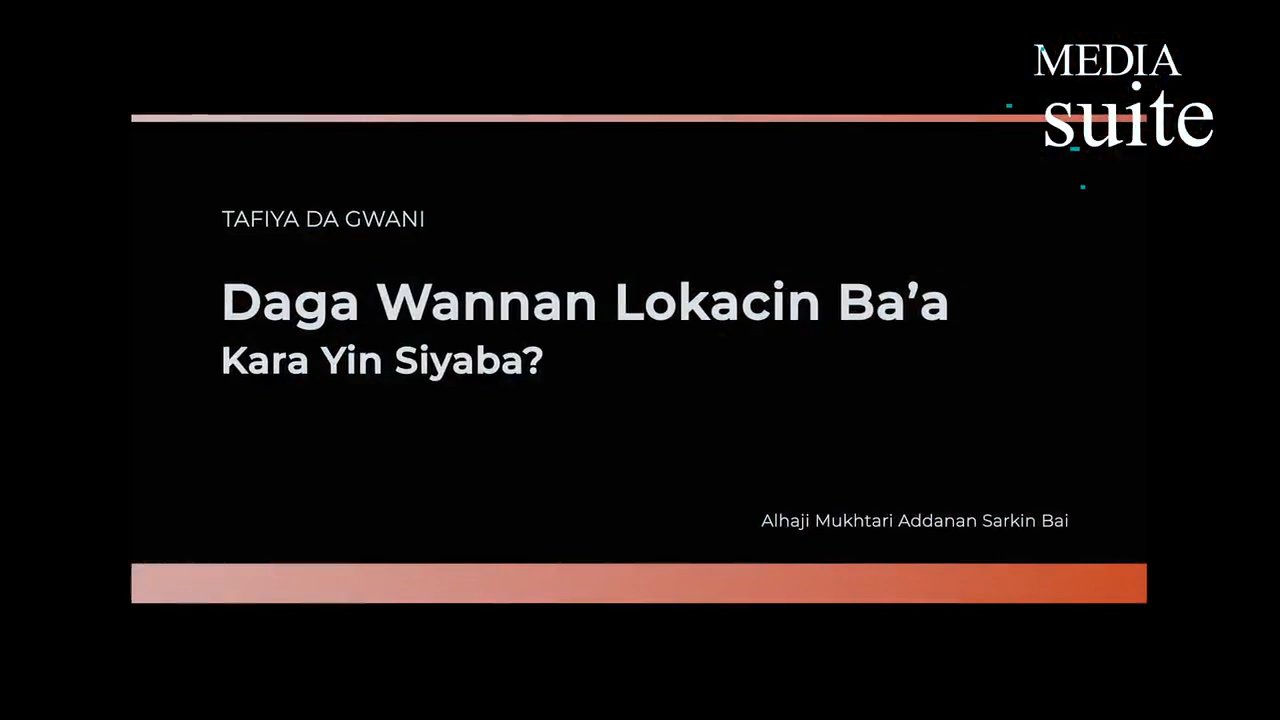 MEDIA
suite
TAFIYA DA GWANI
Daga Wannan Lokacin Ba’a
Kara Yin Siyaba?
Alhaji Mukhtari Addanan Sarkin Bai